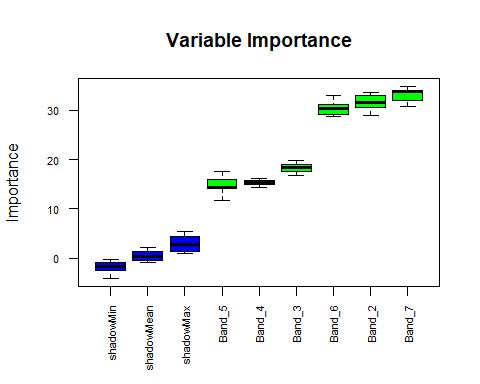 Variable Importance
Importance
30
20
10
0
shadowMin
shadowMean
shadowMax
Band_5
Band_4
Band_3
Band_6
Band_2
Band_7